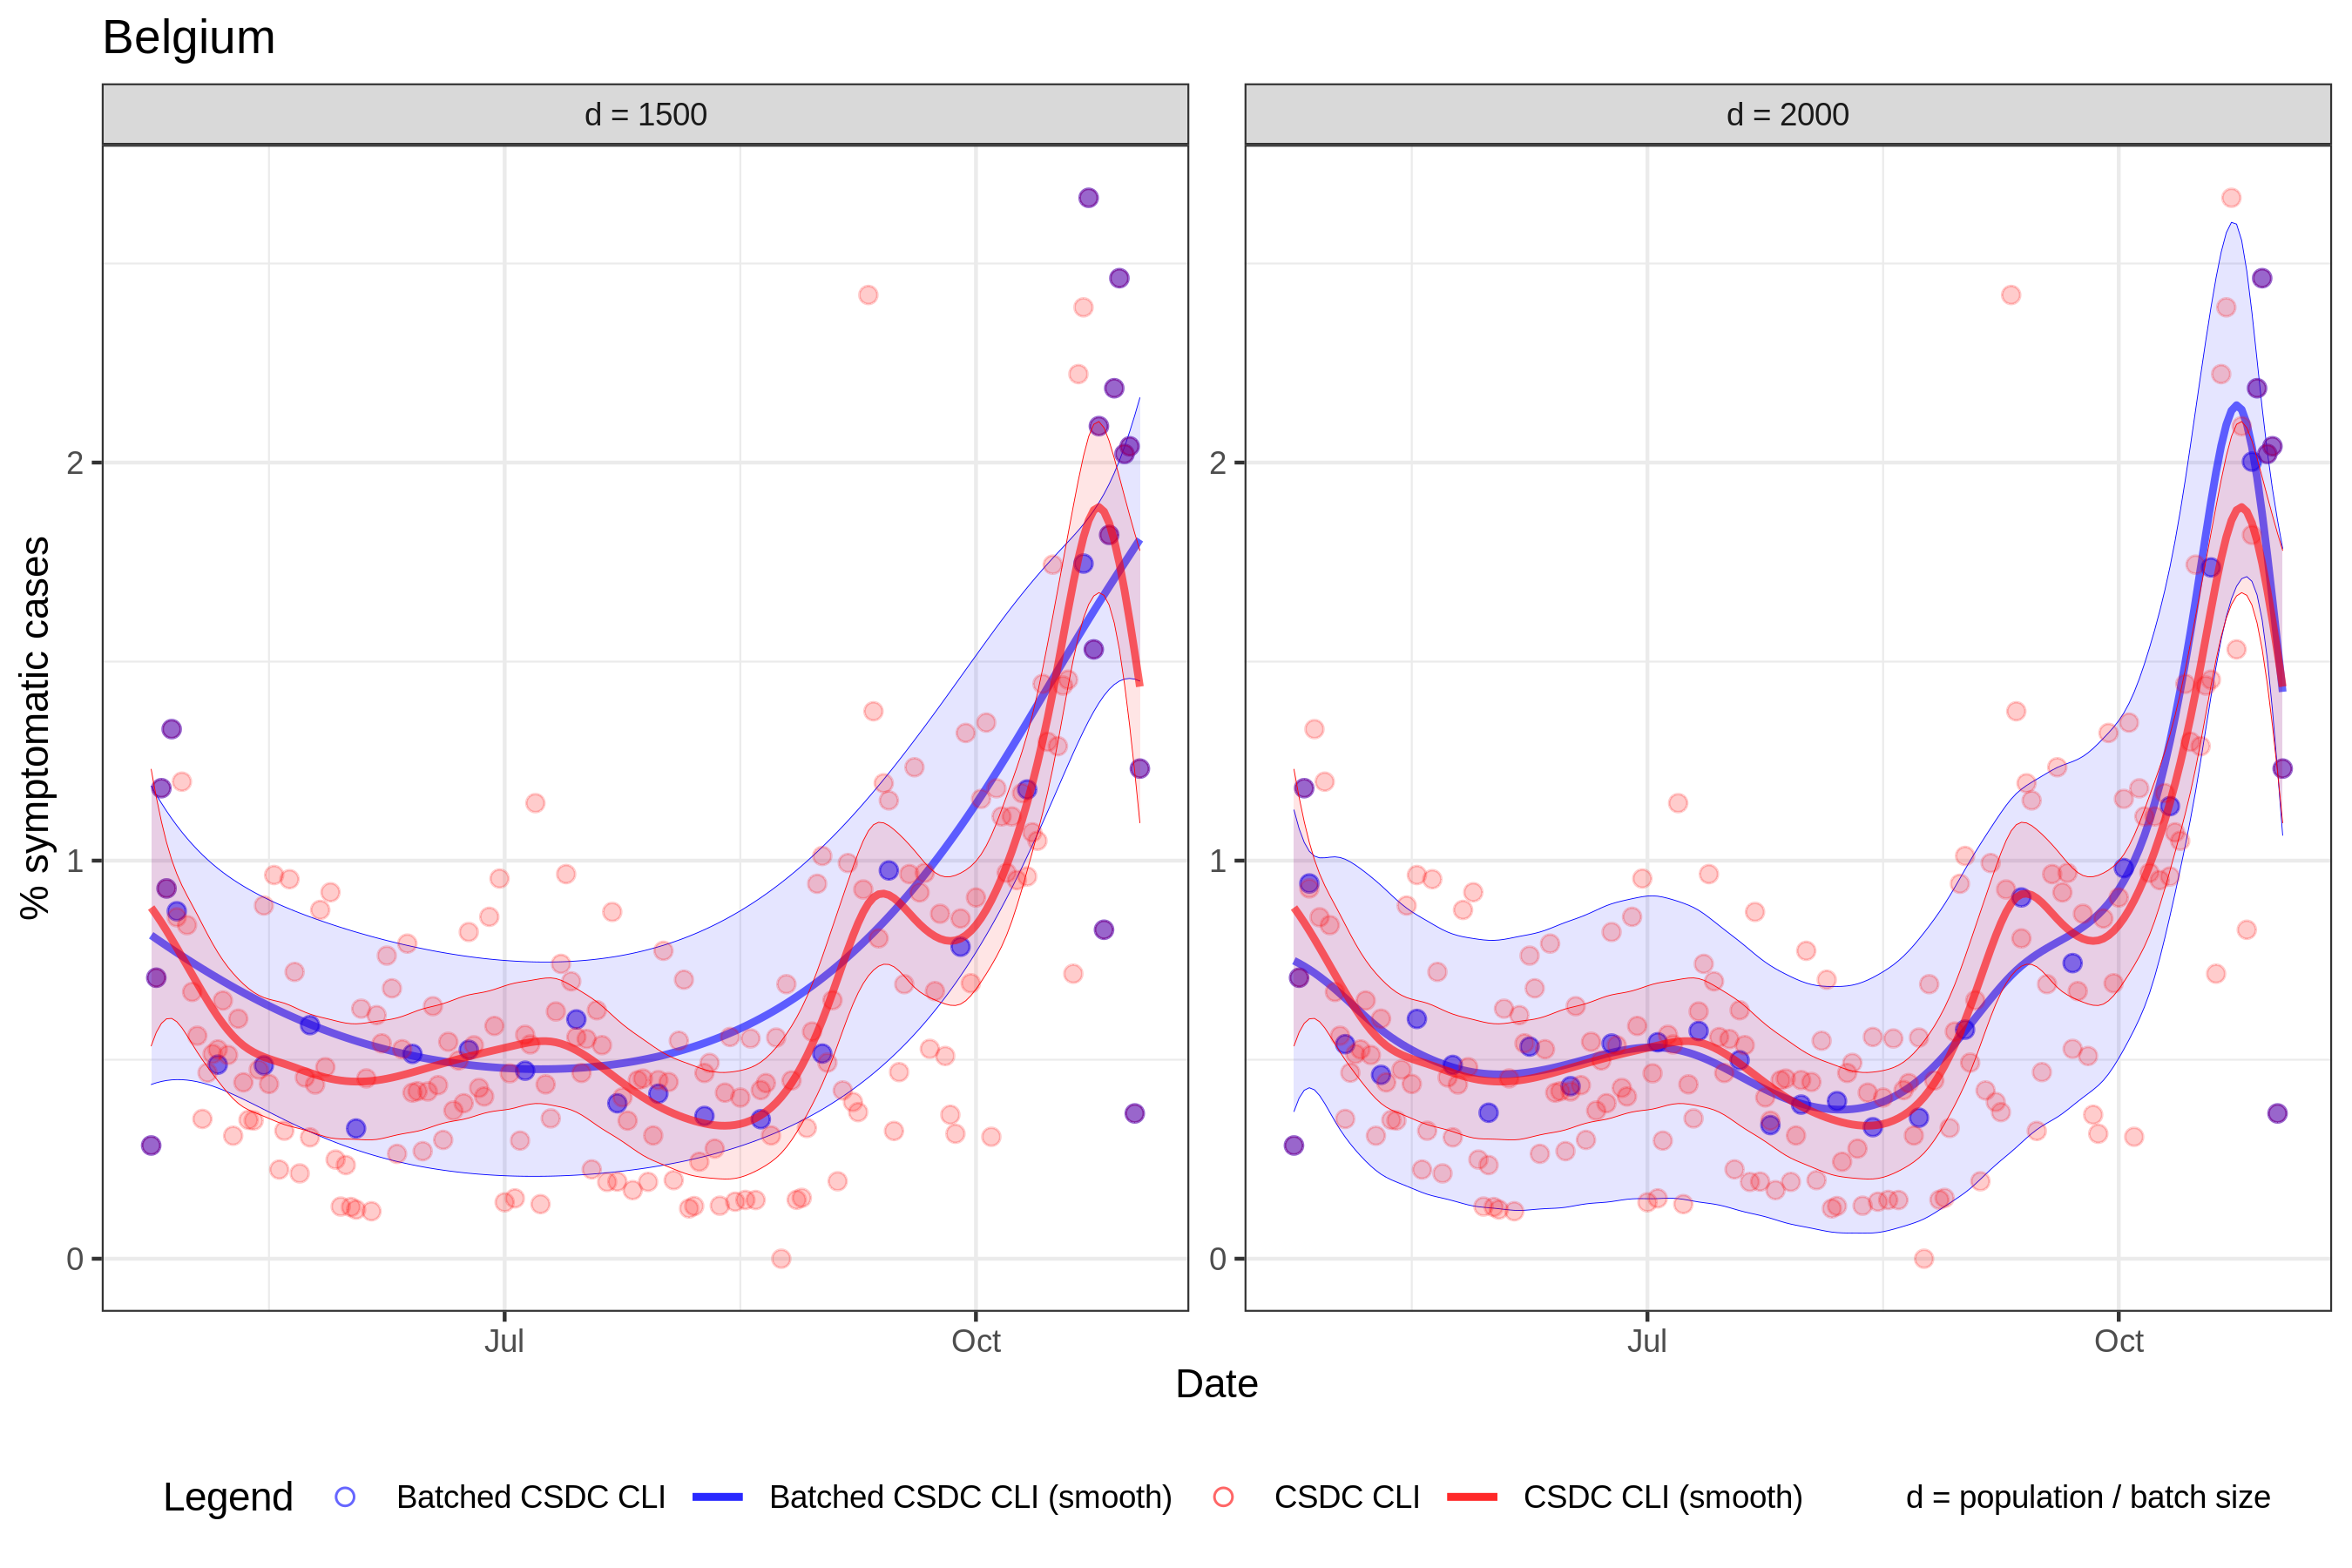 Belgium
d = 1500
d = 2000
% symptomatic cases
2
1
0
2
1
0
Jul
Oct
Jul
Oct
Date
Legend
Batched CSDC CLI
Batched CSDC CLI (smooth)
CSDC CLI
CSDC CLI (smooth)
d = population / batch size